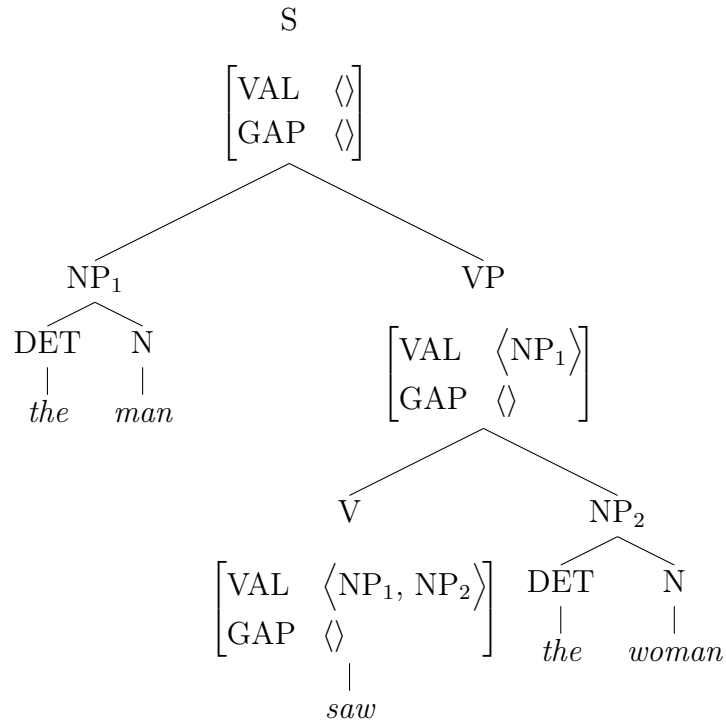 S
[VAL ⟨⟩
GAP ⟨⟩]
NP₁ VP
DET N
the man
[VAL ⟨NP₁⟩
GAP ⟨⟩]
V NP₂
[VAL ⟨NP₁, NP₂⟩
GAP ⟨⟩]
saw
DET N
the woman